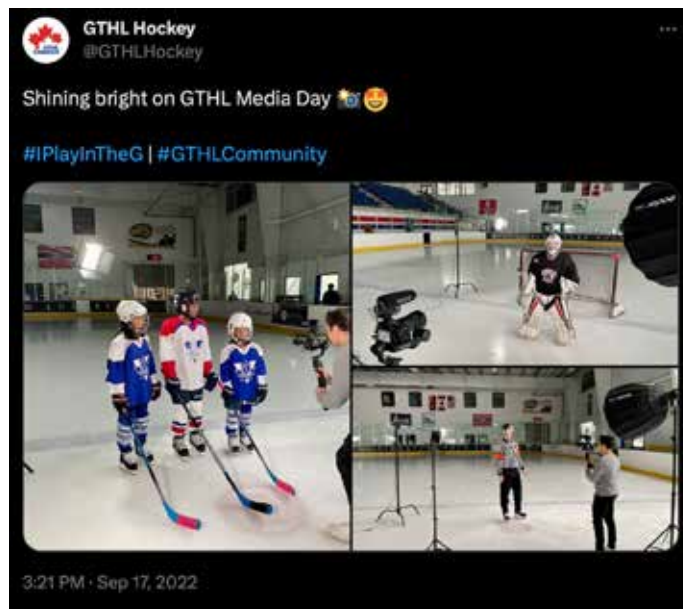 GTHL Hockey
@GTHLHockey
Shining bright on GTHL Media Day 📸🤩
#IPlayInTheG | #GTHLCommunity
3:21 PM · Sep 17, 2022